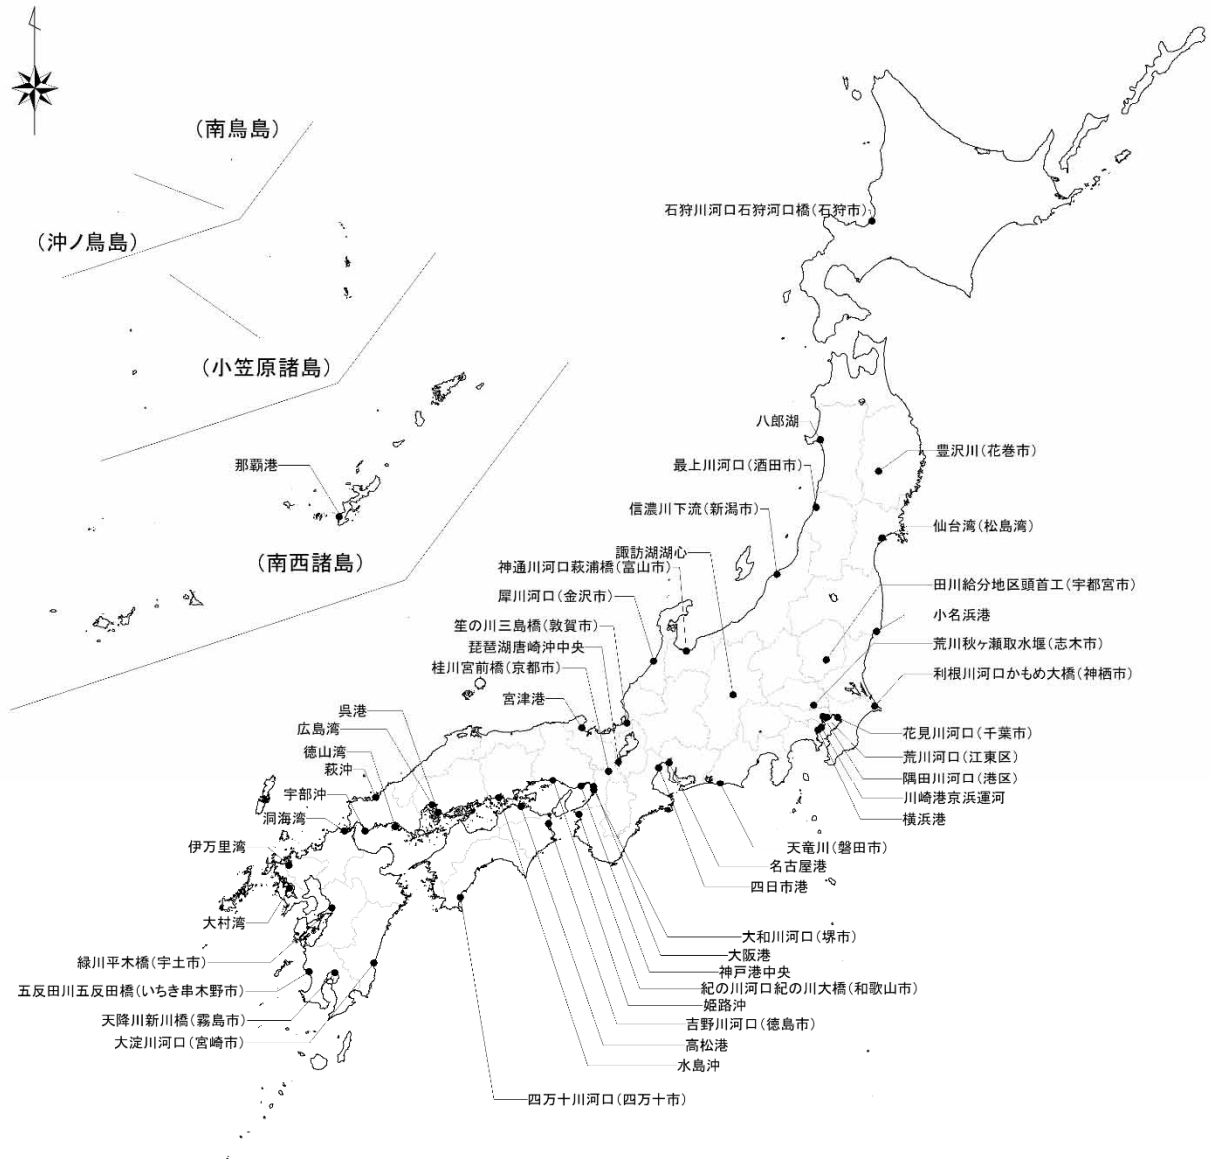 (南鳥島)
(沖ノ鳥島)
(小笠原諸島)
(南西諸島)
那覇港
石狩川河口石狩河口橋(石狩市)
八郎湖
豊沢川(花巻市)
最上川河口(酒田市)
信濃川下流(新潟市)
仙台湾(松島湾)
諏訪湖湖心
神通川河口萩浦橋(富山市)
田川給分地区頭首工(宇都宮市)
犀川河口(金沢市)
小名浜港
笙の川三島橋(敦賀市)
荒川秋ヶ瀬取水堰(志木市)
琵琶湖唐崎沖中央
桂川宮前橋(京都市)
利根川河口かもめ大橋(神栖市)
宮津港
呉港
広島湾
花見川河口(千葉市)
徳山湾
荒川河口(江東区)
萩沖
隅田川河口(港区)
宇部沖
川崎港京浜運河
洞海湾
横浜港
伊万里湾
天竜川(磐田市)
名古屋港
四日市港
大村湾
大和川河口(堺市)
大阪港
緑川平木橋(宇土市)
神戸港中央
五反田川五反田橋(いちき串木野市)
紀の川河口紀の川大橋(和歌山市)
姫路沖
天降川新川橋(霧島市)
吉野川河口(徳島市)
大淀川河口(宮崎市)
高松港
水島沖
四万十川河口(四万十市)